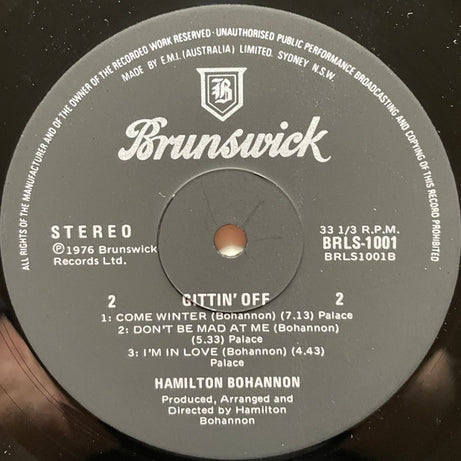 ALL RIGHTS OF THE MANUFACTURER AND OF THE OWNER OF THE RECORDED WORK RESERVED · UNAUTHORISED PUBLIC PERFORMANCE BROADCASTING AND COPYING OF THIS RECORD PROHIBITED
MADE BY E.M.I. (AUSTRALIA) LIMITED. SYDNEY N.S.W.
B
Brunswick
STEREO
℗1976 Brunswick
Records Ltd.
33 1/3 R.P.M.
BRLS-1001
BRLS1001B
2 GITTIN' OFF 2
1: COME WINTER (Bohannon) (7.13) Palace
2: DON'T BE MAD AT ME (Bohannon)
(5.33) Palace
3: I'M IN LOVE (Bohannon) (4.43)
Palace
HAMILTON BOHANNON
Produced, Arranged and
Directed by Hamilton
Bohannon